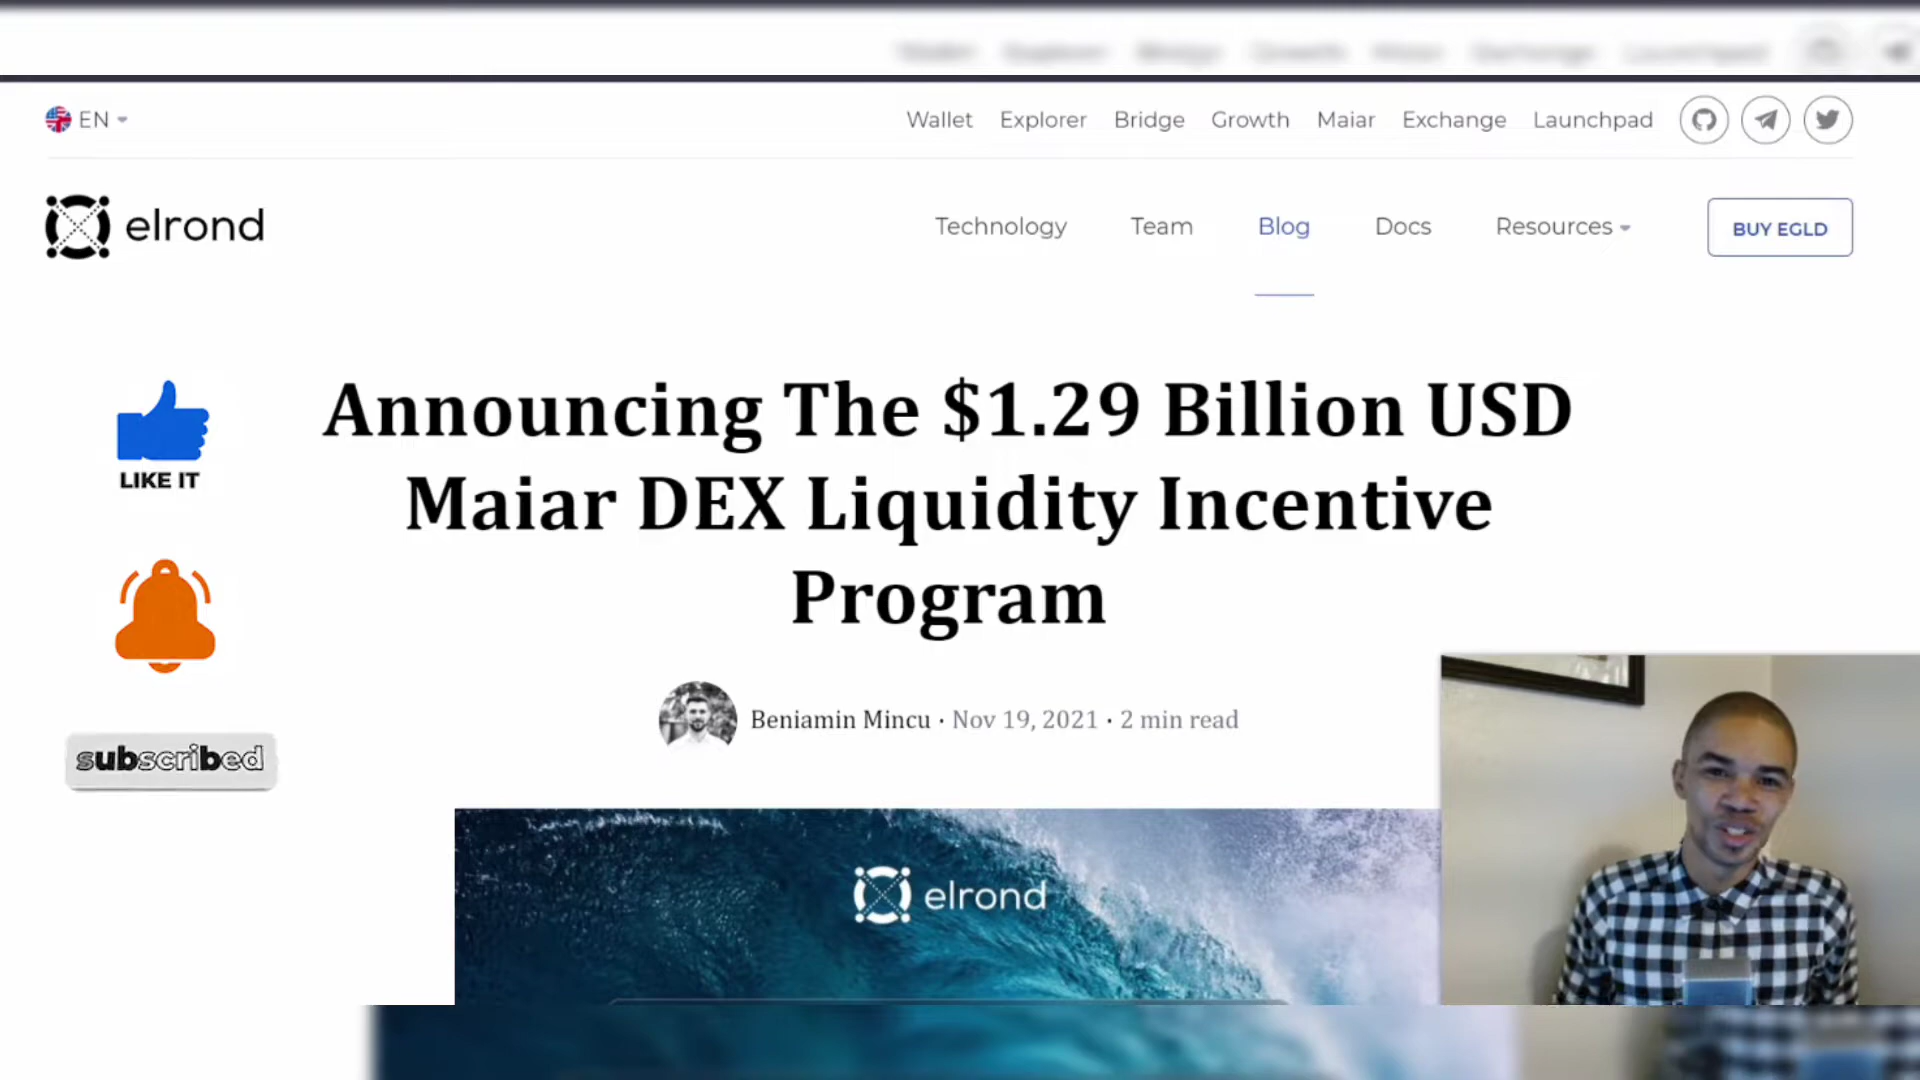 EN
Wallet Explorer Bridge Growth Maiar Exchange Launchpad
elrond
Technology Team Blog Docs Resources BUY EGLD
Announcing The $1.29 Billion USD
Maiar DEX Liquidity Incentive
Program
LIKE IT
Beniamin Mincu · Nov 19, 2021 · 2 min read
subscribed
elrond